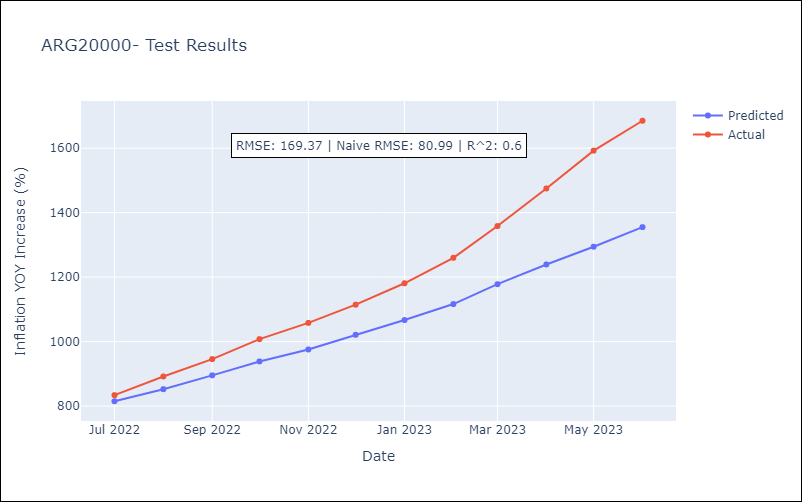 ARG20000- Test Results
Predicted
Actual
RMSE: 169.37 | Naive RMSE: 80.99 | R^2: 0.6
Inflation YOY Increase (%)
1600
1400
1200
1000
800
Jul 2022
Sep 2022
Nov 2022
Jan 2023
Mar 2023
May 2023
Date